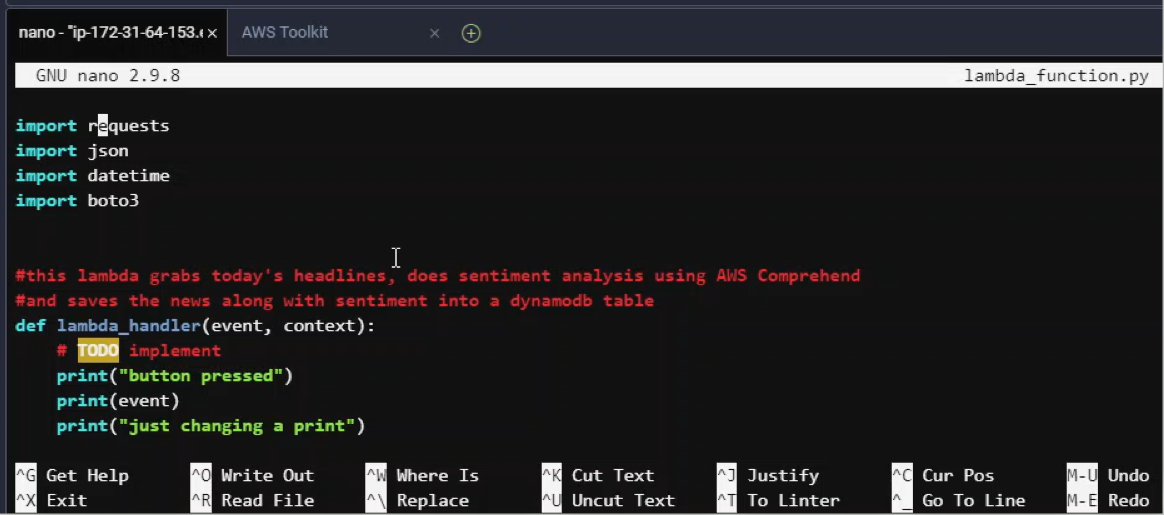 nano - "ip-172-31-64-153. × AWS Toolkit ×
GNU nano 2.9.8 lambda_function.py
import requests
import json
import datetime
import boto3
#this lambda grabs today's headlines, does sentiment analysis using AWS Comprehend
#and saves the news along with sentiment into a dynamodb table
def lambda_handler(event, context):
    # TODO implement
    print("button pressed")
    print(event)
    print("just changing a print")
^G Get Help ^O Write Out ^W Where Is ^K Cut Text ^J Justify ^C Cur Pos M-U Undo
^X Exit ^R Read File ^\ Replace ^U Uncut Text ^T To Linter ^_ Go To Line M-E Redo